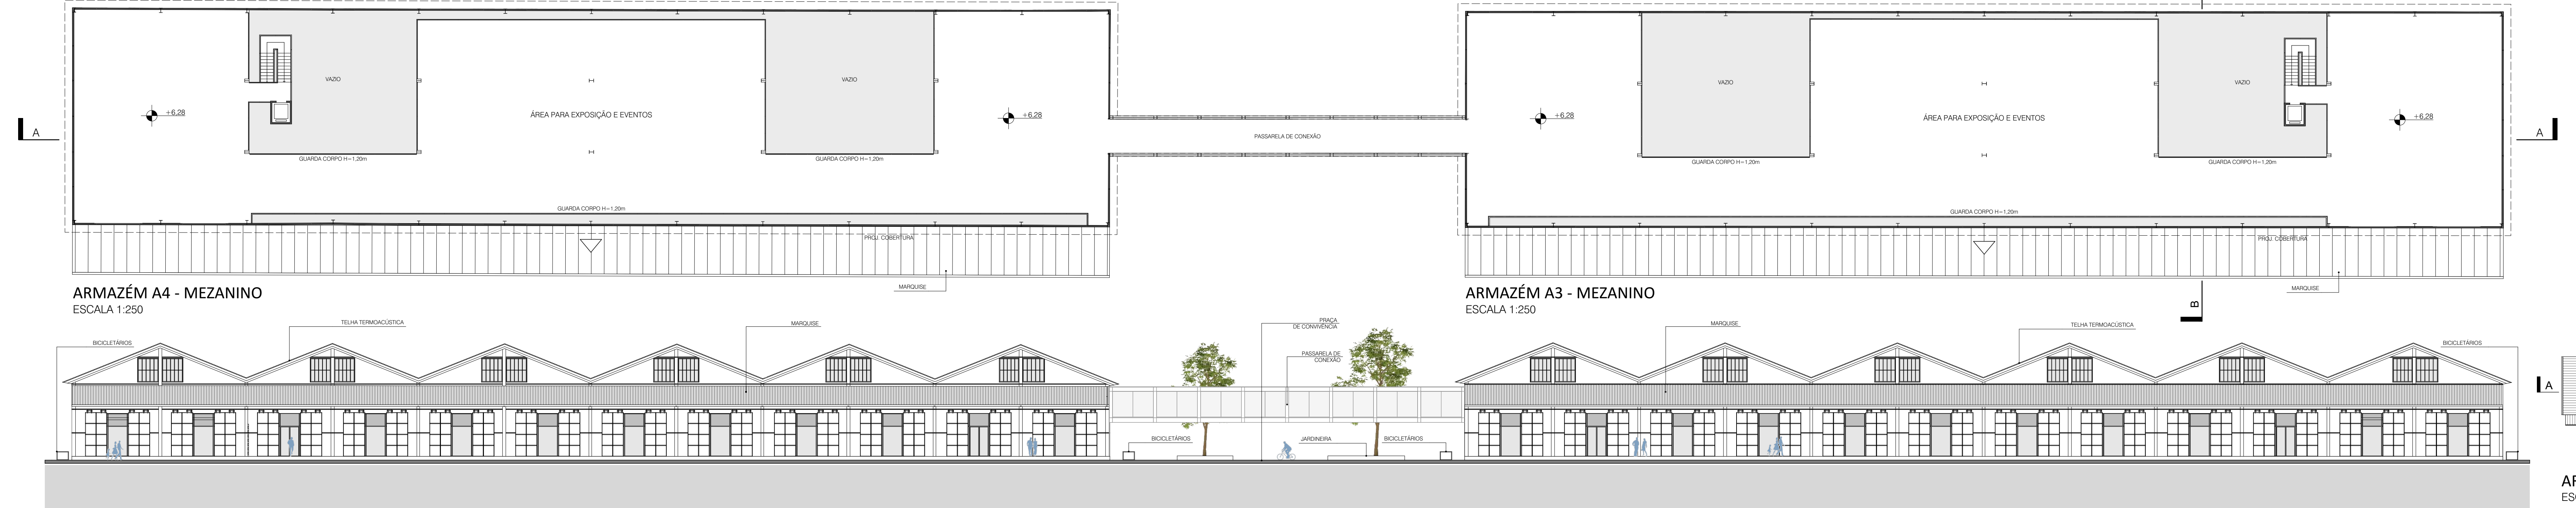 VAZIO
VAZIO
+6,28
ÁREA PARA EXPOSIÇÃO E EVENTOS
+6,28
A
GUARDA CORPO H=1,20m
GUARDA CORPO H=1,20m
GUARDA CORPO H=1,20m
PROJ. COBERTURA
MARQUISE
ARMAZÉM A4 - MEZANINO
ESCALA 1:250
PASSARELA DE CONEXÃO
VAZIO
VAZIO
+6,28
ÁREA PARA EXPOSIÇÃO E EVENTOS
+6,28
A
GUARDA CORPO H=1,20m
GUARDA CORPO H=1,20m
GUARDA CORPO H=1,20m
PROJ. COBERTURA
MARQUISE
ARMAZÉM A3 - MEZANINO
ESCALA 1:250
B
BICICLETÁRIOS
TELHA TERMOACÚSTICA
MARQUISE
PRAÇA
DE CONVIVÊNCIA
PASSARELA DE
CONEXÃO
BICICLETÁRIOS
JARDINEIRA
BICICLETÁRIOS
MARQUISE
TELHA TERMOACÚSTICA
BICICLETÁRIOS
A